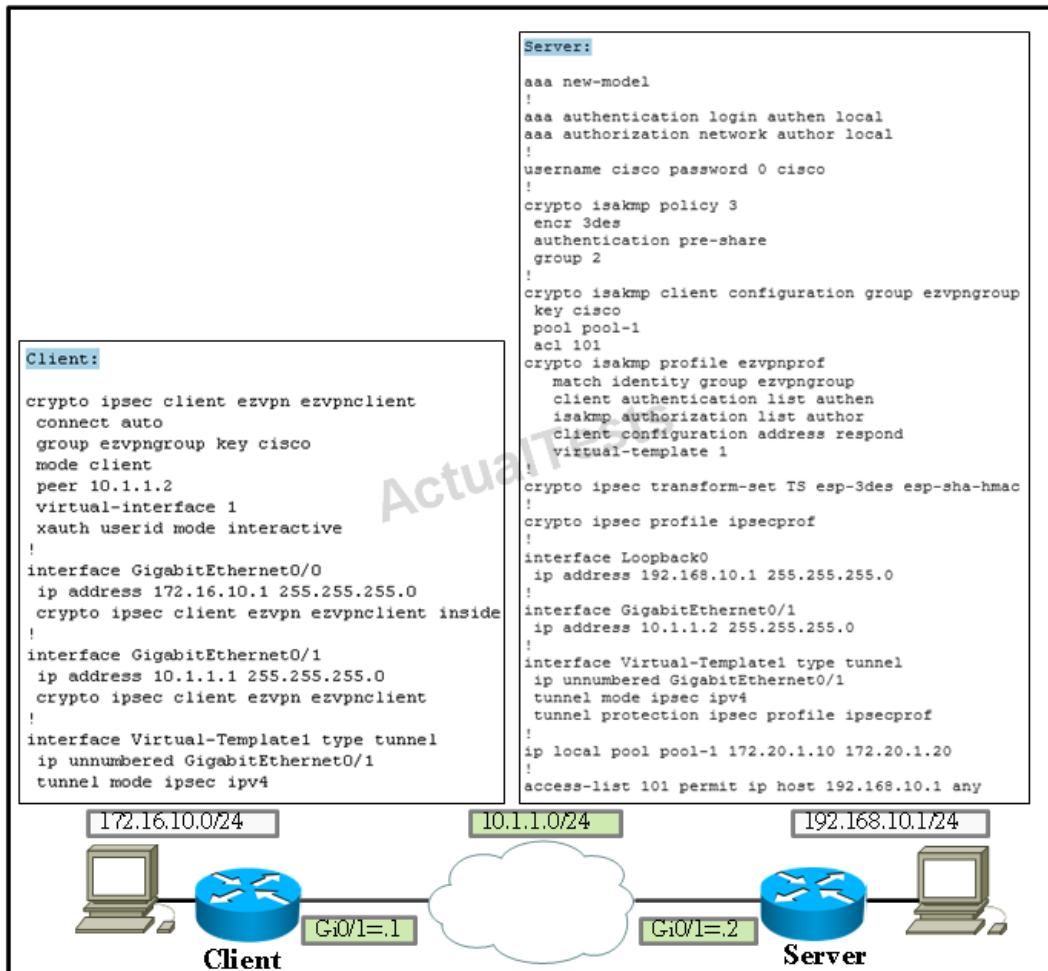 Server:
aaa new-model
!
aaa authentication login authen local
aaa authorization network author local
!
username cisco password 0 cisco
!
crypto isakmp policy 3
encr 3des
authentication pre-share
group 2
!
crypto isakmp client configuration group ezvpngroup
key cisco
pool pool-1
acl 101
crypto isakmp profile ezvpnprof
match identity group ezvpngroup
client authentication list authen
isakmp authorization list author
client configuration address respond
virtual-template 1
!
crypto ipsec transform-set TS esp-3des esp-sha-hmac
!
crypto ipsec profile ipsecprof
!
interface Loopback0
ip address 192.168.10.1 255.255.255.0
!
interface GigabitEthernet0/1
ip address 10.1.1.2 255.255.255.0
!
interface Virtual-Template1 type tunnel
ip unnumbered GigabitEthernet0/1
tunnel mode ipsec ipv4
tunnel protection ipsec profile ipsecprof
!
ip local pool pool-1 172.20.1.10 172.20.1.20
!
access-list 101 permit ip host 192.168.10.1 any
Client:
crypto ipsec client ezvpn ezvpnclient
connect auto
group ezvpngroup key cisco
mode client
peer 10.1.1.2
virtual-interface 1
xauth userid mode interactive
!
interface GigabitEthernet0/0
ip address 172.16.10.1 255.255.255.0
crypto ipsec client ezvpn ezvpnclient inside
!
interface GigabitEthernet0/1
ip address 10.1.1.1 255.255.255.0
crypto ipsec client ezvpn ezvpnclient
!
interface Virtual-Template1 type tunnel
ip unnumbered GigabitEthernet0/1
tunnel mode ipsec ipv4
ActualTests
172.16.10.0/24
10.1.1.0/24
192.168.10.1/24
Gi0/1=.1
Gi0/1=.2
Client
Server